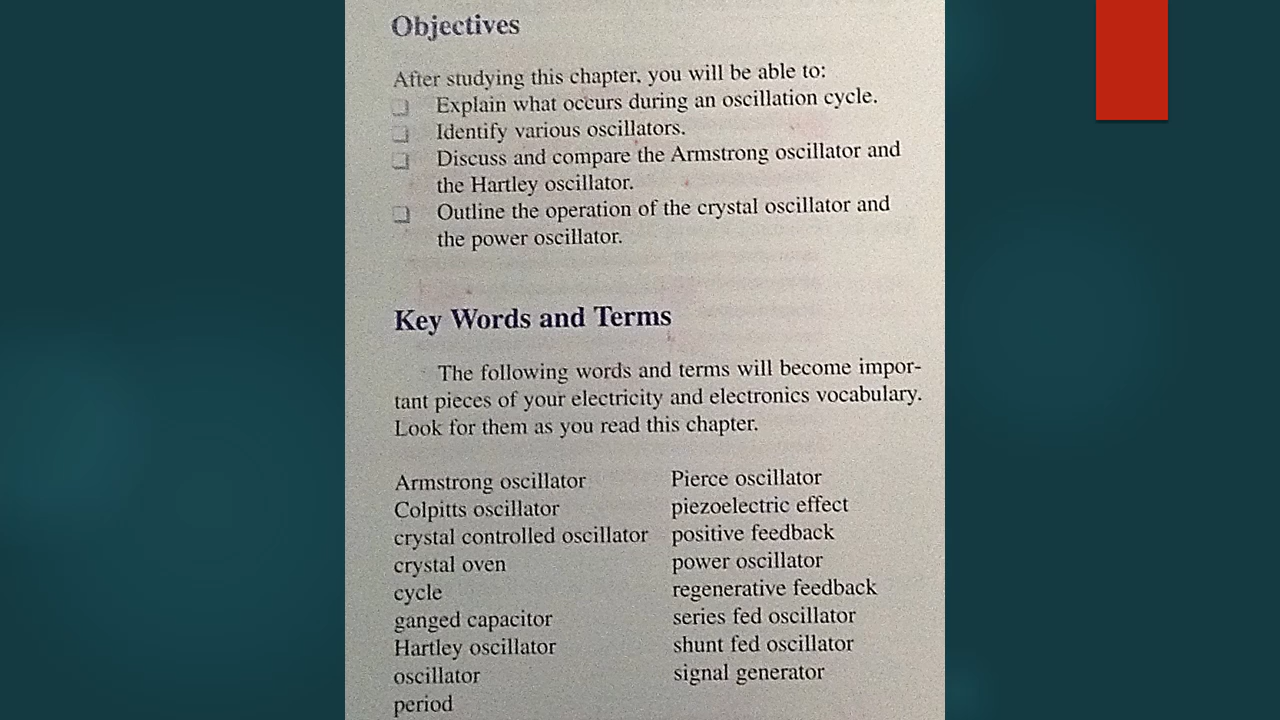 Objectives
After studying this chapter, you will be able to:
❑ Explain what occurs during an oscillation cycle.
❑ Identify various oscillators.
❑ Discuss and compare the Armstrong oscillator and
the Hartley oscillator.
❑ Outline the operation of the crystal oscillator and
the power oscillator.
Key Words and Terms
The following words and terms will become impor-
tant pieces of your electricity and electronics vocabulary.
Look for them as you read this chapter.
Armstrong oscillator
Colpitts oscillator
crystal controlled oscillator
crystal oven
cycle
ganged capacitor
Hartley oscillator
oscillator
period
Pierce oscillator
piezoelectric effect
positive feedback
power oscillator
regenerative feedback
series fed oscillator
shunt fed oscillator
signal generator